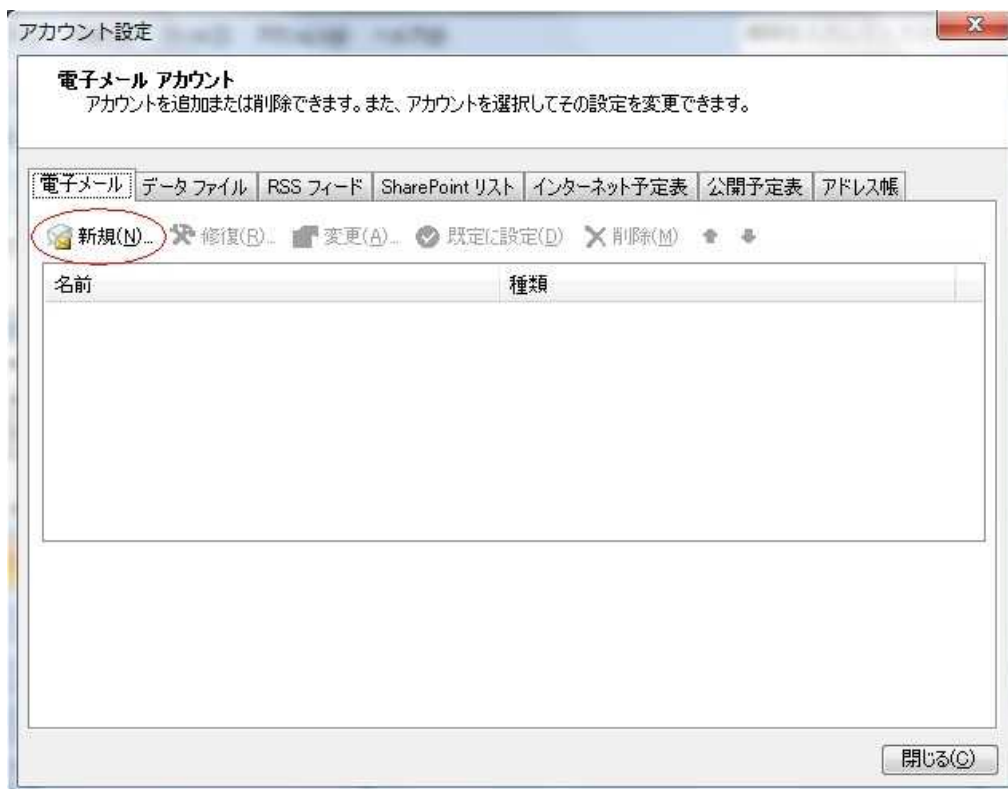 アカウント設定
電子メール アカウント
アカウントを追加または削除できます。また、アカウントを選択してその設定を変更できます。
電子メール データ ファイル RSS フィード SharePoint リスト インターネット予定表 公開予定表 アドレス帳
新規(N)... 修復(R)... 変更(A)... 既定に設定(D) 削除(M)
名前 種類
閉じる(C)